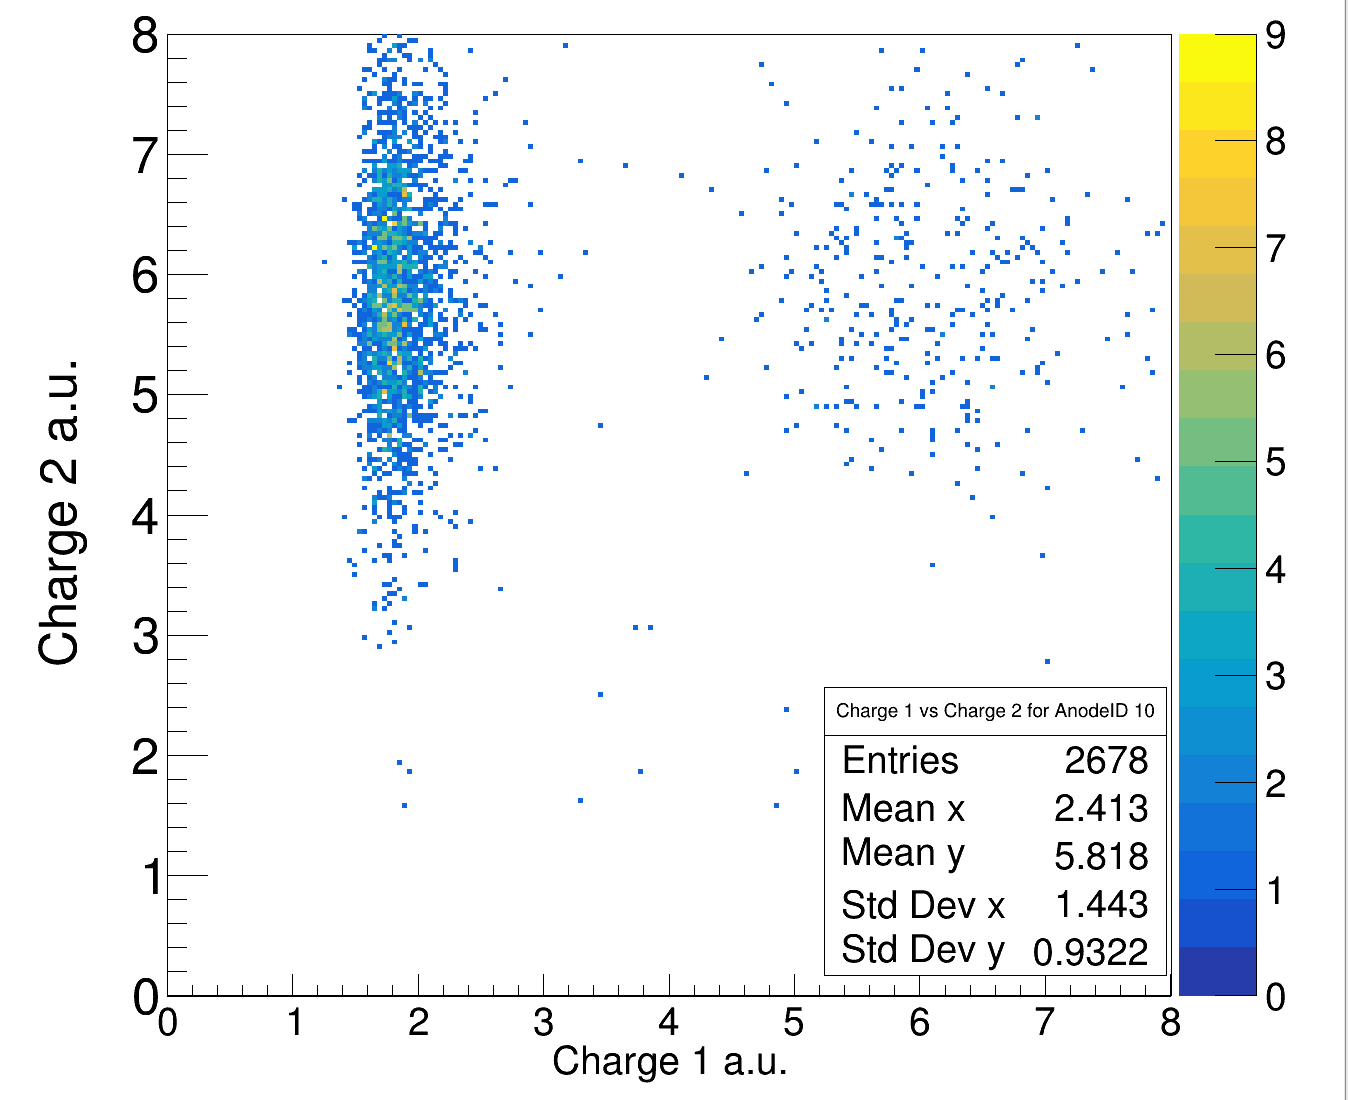 8
7
6
5
4
3
2
1
0
Charge 2 a.u.
0 1 2 3 4 5 6 7 8
Charge 1 a.u.
Charge 1 vs Charge 2 for AnodeID 10
Entries 2678
Mean x 2.413
Mean y 5.818
Std Dev x 1.443
Std Dev y 0.9322
9
8
7
6
5
4
3
2
1
0